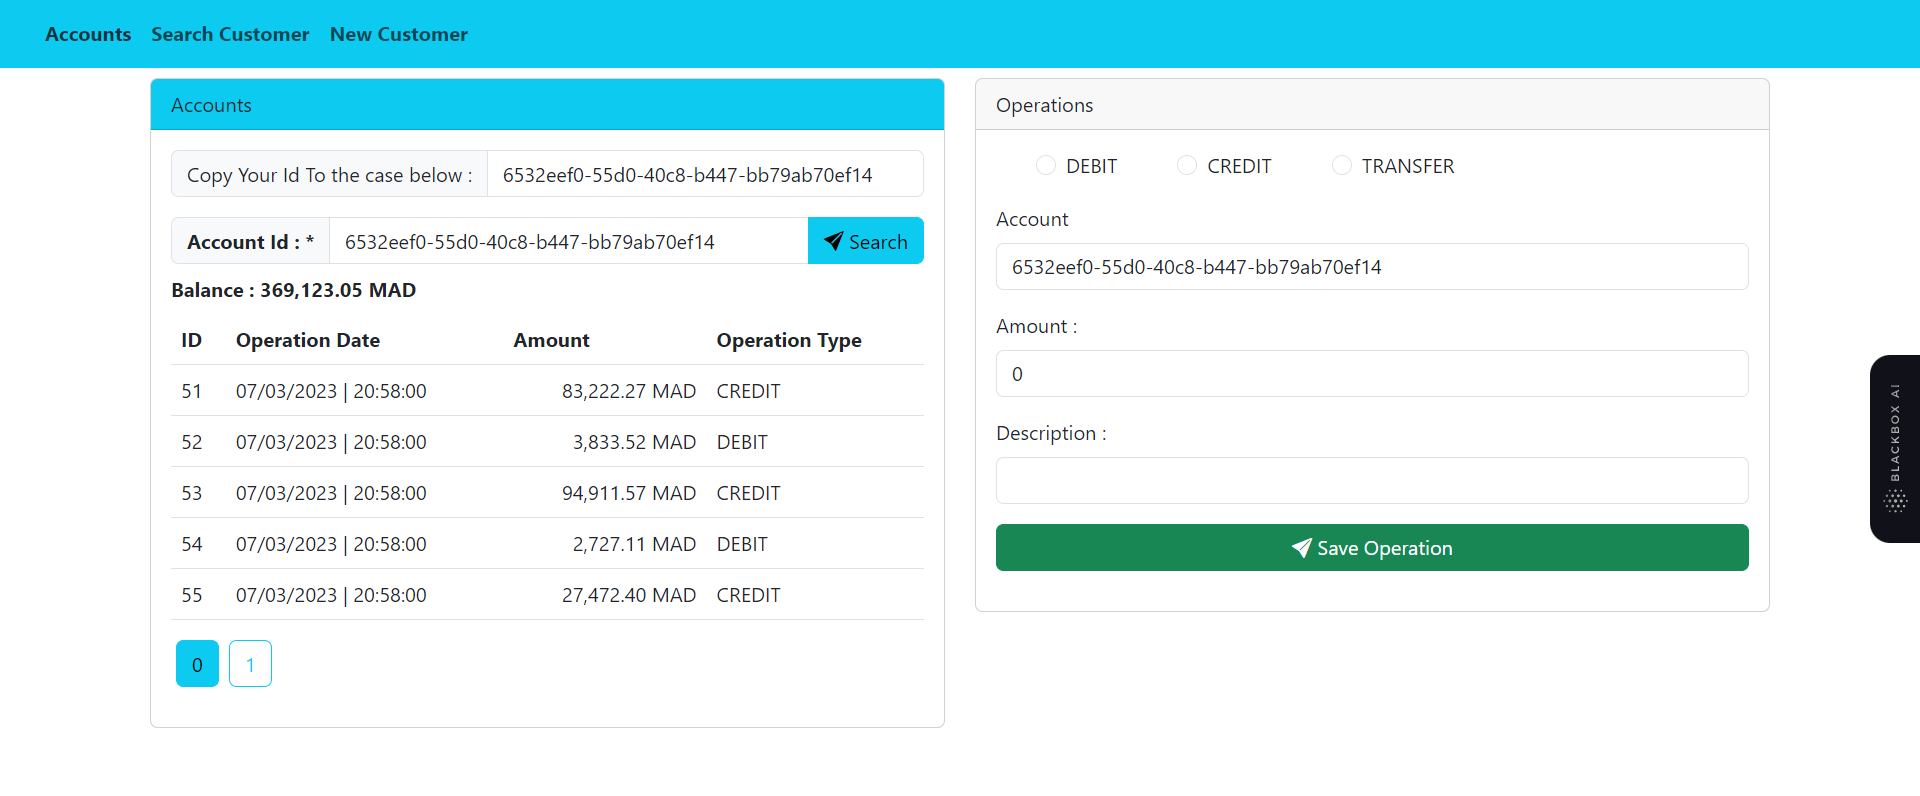 Accounts Search Customer New Customer
Accounts
Copy Your Id To the case below : 6532eef0-55d0-40c8-b447-bb79ab70ef14
Account Id : * 6532eef0-55d0-40c8-b447-bb79ab70ef14 Search
Balance : 369,123.05 MAD
ID Operation Date Amount Operation Type
51 07/03/2023 | 20:58:00 83,222.27 MAD CREDIT
52 07/03/2023 | 20:58:00 3,833.52 MAD DEBIT
53 07/03/2023 | 20:58:00 94,911.57 MAD CREDIT
54 07/03/2023 | 20:58:00 2,727.11 MAD DEBIT
55 07/03/2023 | 20:58:00 27,472.40 MAD CREDIT
0 1
Operations
DEBIT CREDIT TRANSFER
Account
6532eef0-55d0-40c8-b447-bb79ab70ef14
Amount :
0
Description :
Save Operation
BLACKBOX AI